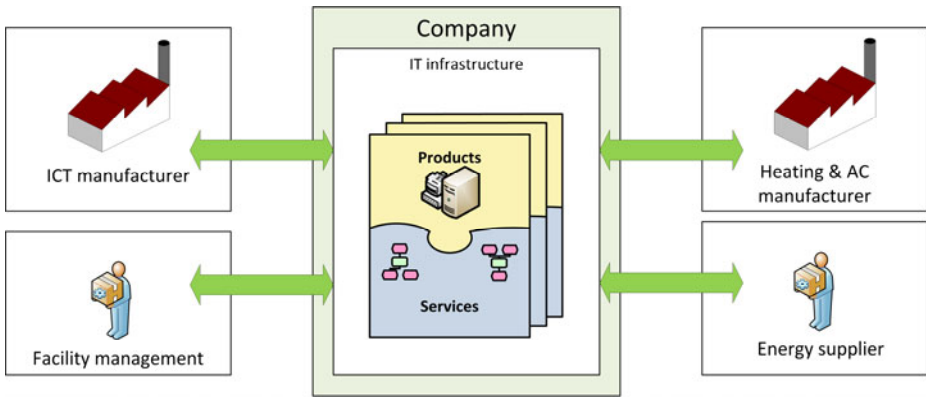 Company
IT infrastructure
Products
Services
ICT manufacturer
Facility management
Heating & AC
manufacturer
Energy supplier